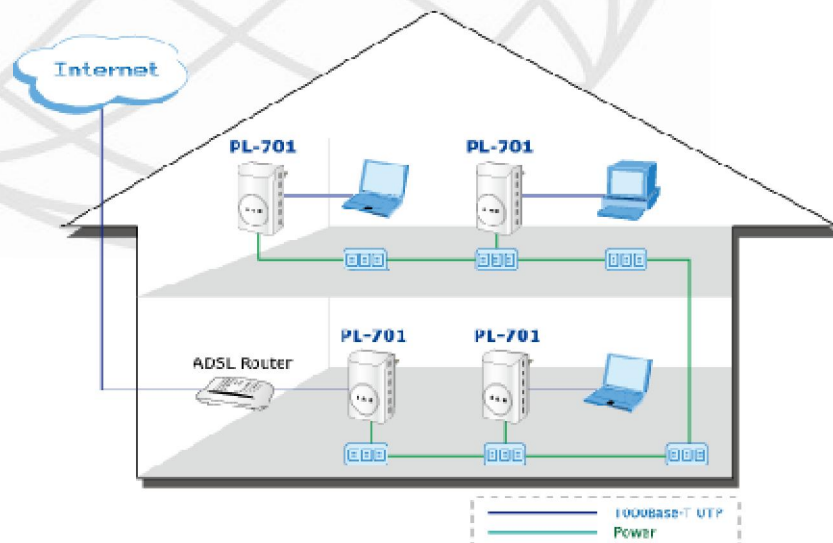 Internet
PL-701
PL-701
PL-701
PL-701
ADSL Router
1000Base-T UTP
Power